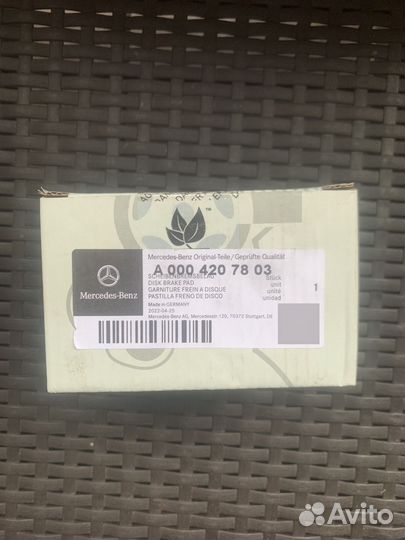 ™
Mercedes-Benz Original-Teile / Geprüfte Qualität
A 000 420 78 03
SCHEIBENBREMSBELAG
DISK BRAKE PAD
GARNITURE FREIN A DISQUE
PASTILLA FRENO DE DISCO
Stück
unit
unité
unidad
1
Made in GERMANY
2022-04-25
Mercedes-Benz AG, Mercedesstr.120, 70372 Stuttgart, DE
Mercedes-Benz
Avito